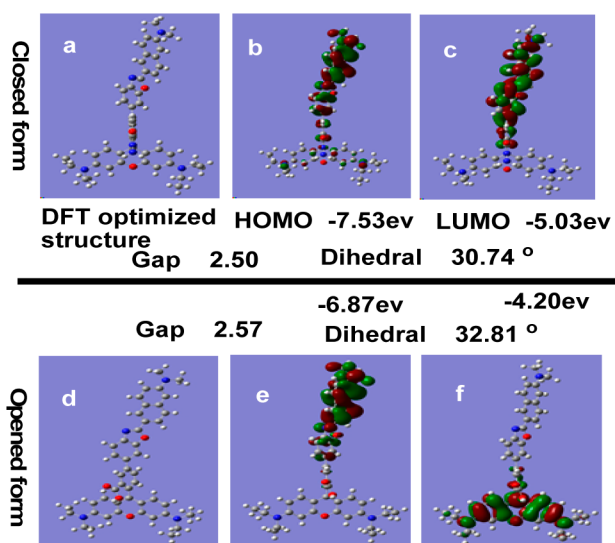 Closed form
a
b
c
DFT optimized structure
HOMO -7.53ev
LUMO -5.03ev
Gap 2.50
Dihedral 30.74 o
-6.87ev
-4.20ev
Gap 2.57
Dihedral 32.81 o
Opened form
d
e
f